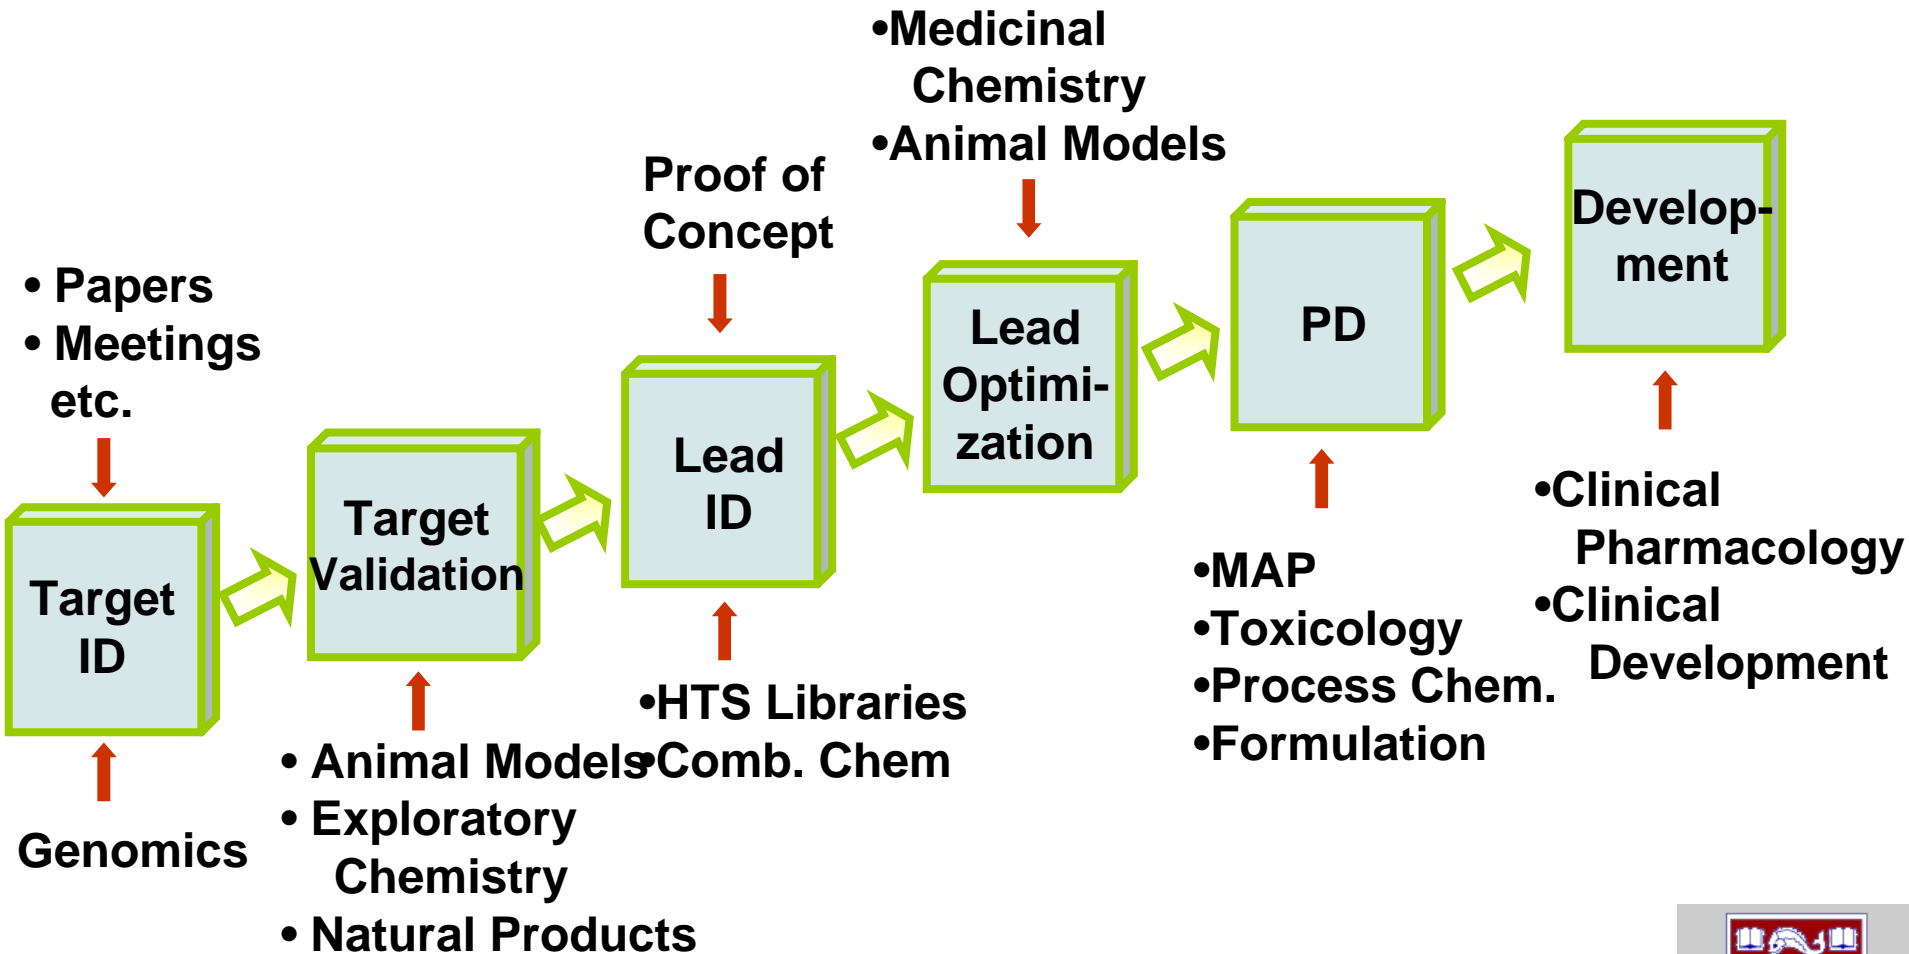 • Papers
• Meetings
etc.
Target
ID
Genomics
Target
Validation
• Animal Models
• Exploratory
Chemistry
• Natural Products
Proof of
Concept
Lead
ID
•HTS Libraries
•Comb. Chem
•Medicinal
Chemistry
•Animal Models
Lead
Optimi-
zation
PD
•MAP
•Toxicology
•Process Chem.
•Formulation
Develop-
ment
•Clinical
Pharmacology
•Clinical
Development